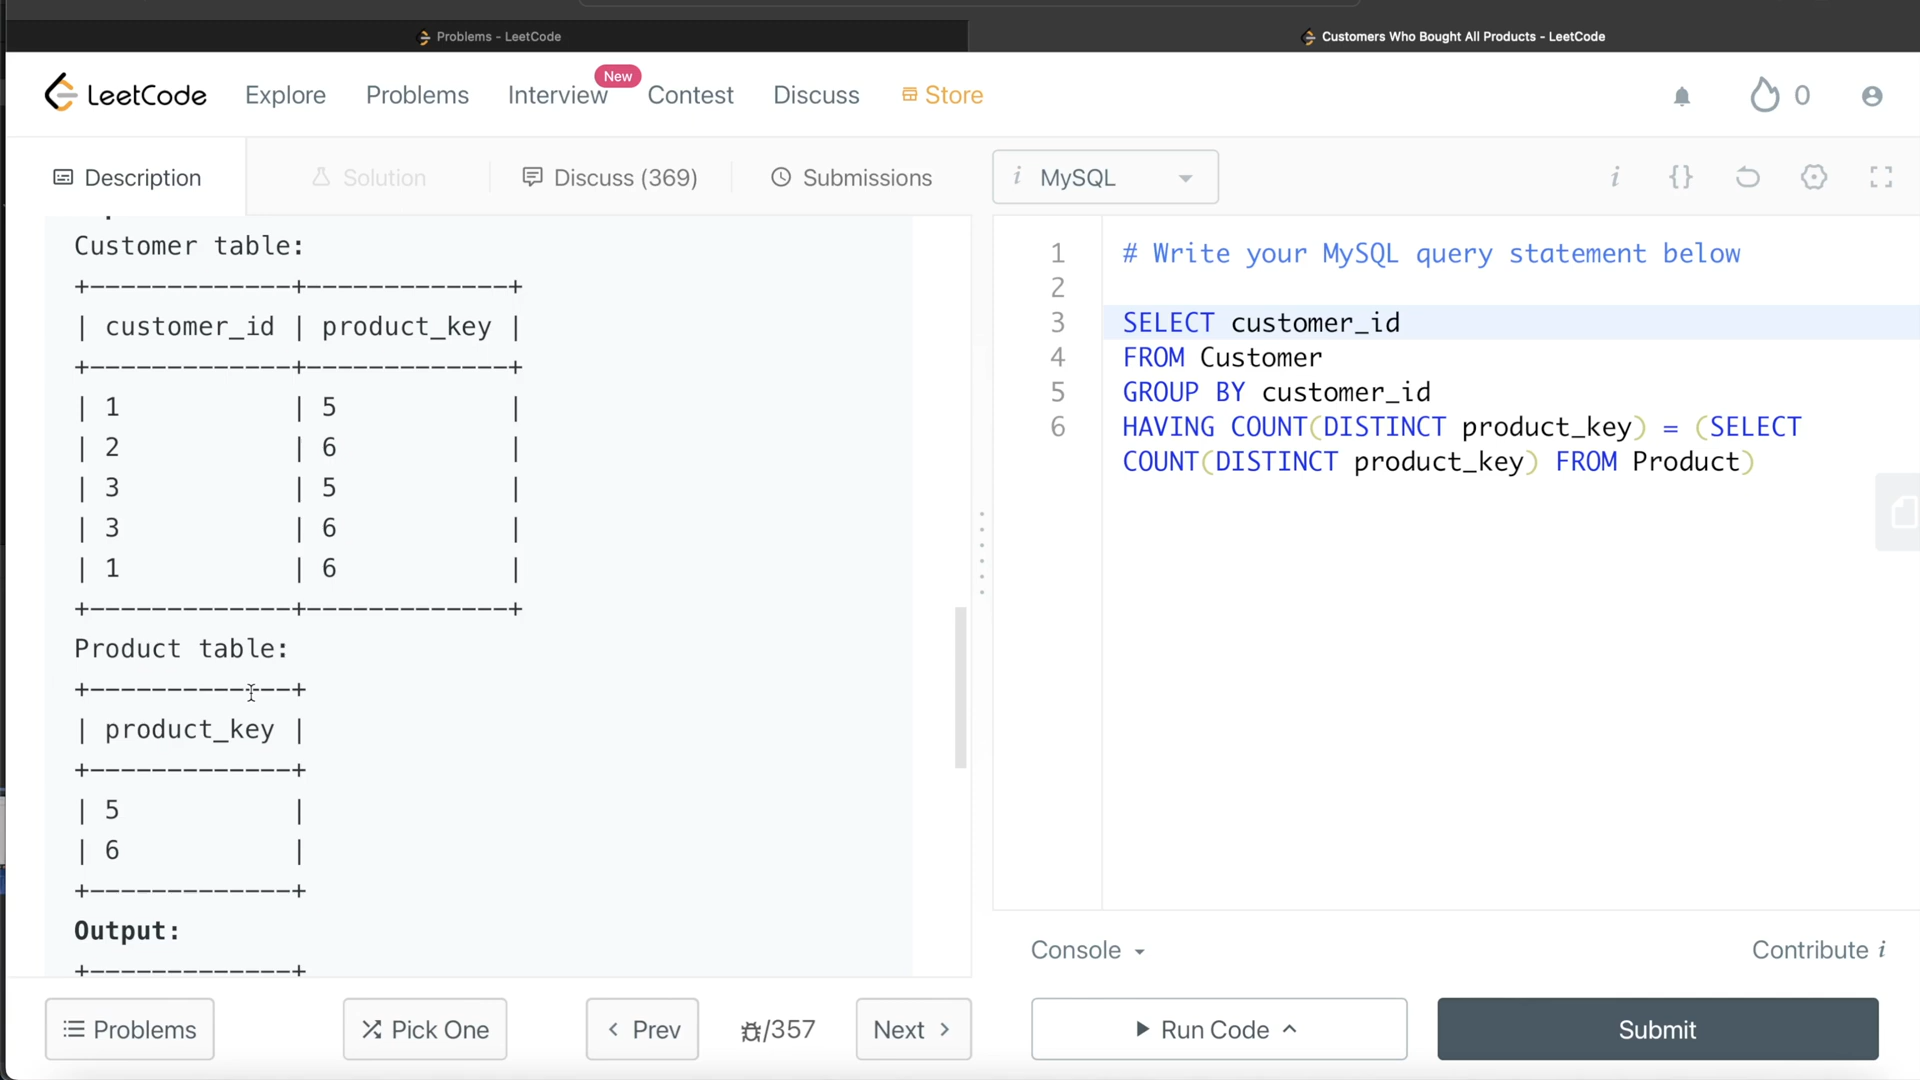 Problems - LeetCode
Customers Who Bought All Products - LeetCode
LeetCode
Explore
Problems
Interview
New
Contest
Discuss
Store
0
Description
Solution
Discuss (369)
Submissions
i MySQL
i {}
Customer table:
+-------------+-------------+
| customer_id | product_key |
+-------------+-------------+
| 1           | 5           |
| 2           | 6           |
| 3           | 5           |
| 3           | 6           |
| 1           | 6           |
+-------------+-------------+
Product table:
+-------------+
| product_key |
+-------------+
| 5           |
| 6           |
+-------------+
Output:
+-------------+
1 # Write your MySQL query statement below
2
3 SELECT customer_id
4 FROM Customer
5 GROUP BY customer_id
6 HAVING COUNT(DISTINCT product_key) = (SELECT
COUNT(DISTINCT product_key) FROM Product)
Console
Contribute i
Problems
Pick One
< Prev
/357
Next >
Run Code
Submit